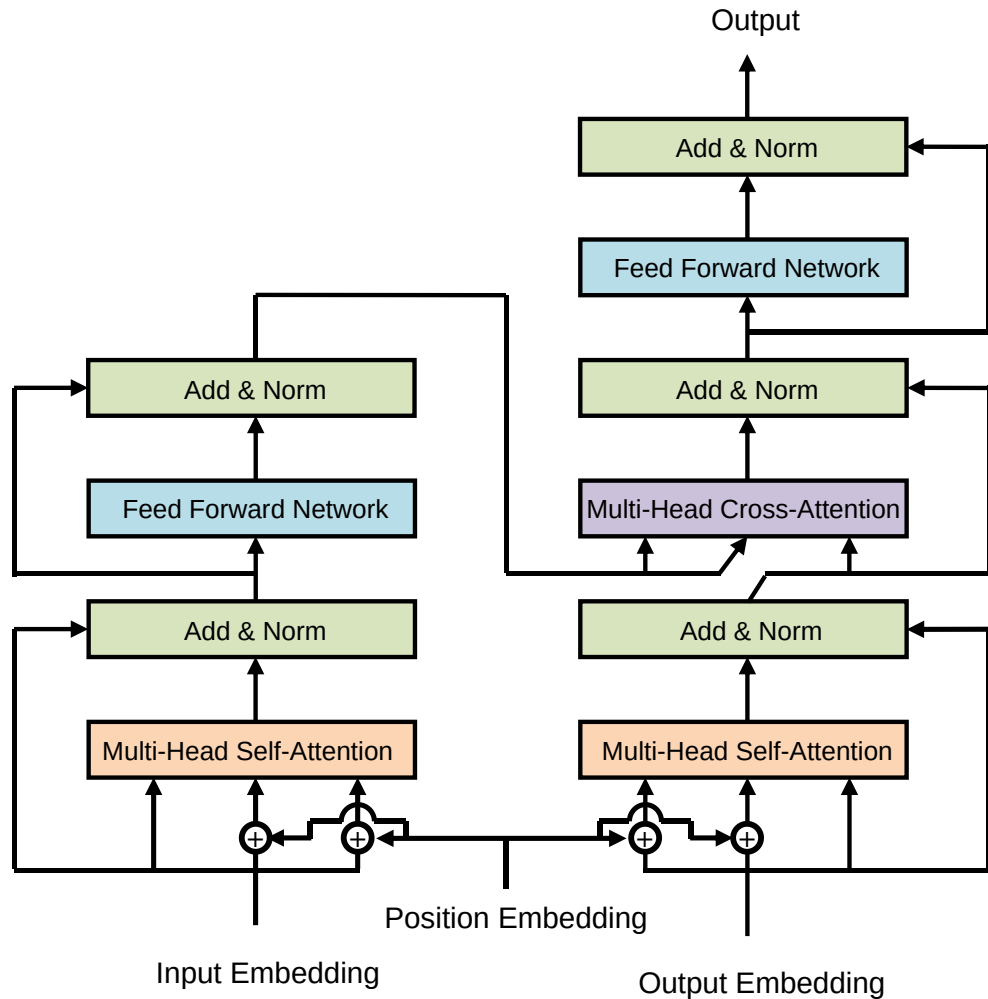 Output
Add & Norm
Feed Forward Network
Add & Norm
Add & Norm
Feed Forward Network
Multi-Head Cross-Attention
Add & Norm
Add & Norm
Multi-Head Self-Attention
Multi-Head Self-Attention
+
+
+
+
Position Embedding
Input Embedding
Output Embedding